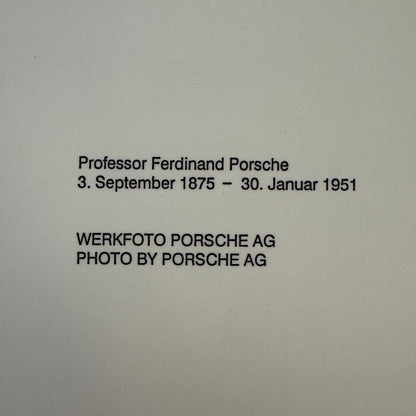 Professor Ferdinand Porsche
3. September 1875 – 30. Januar 1951
WERKFOTO PORSCHE AG
PHOTO BY PORSCHE AG